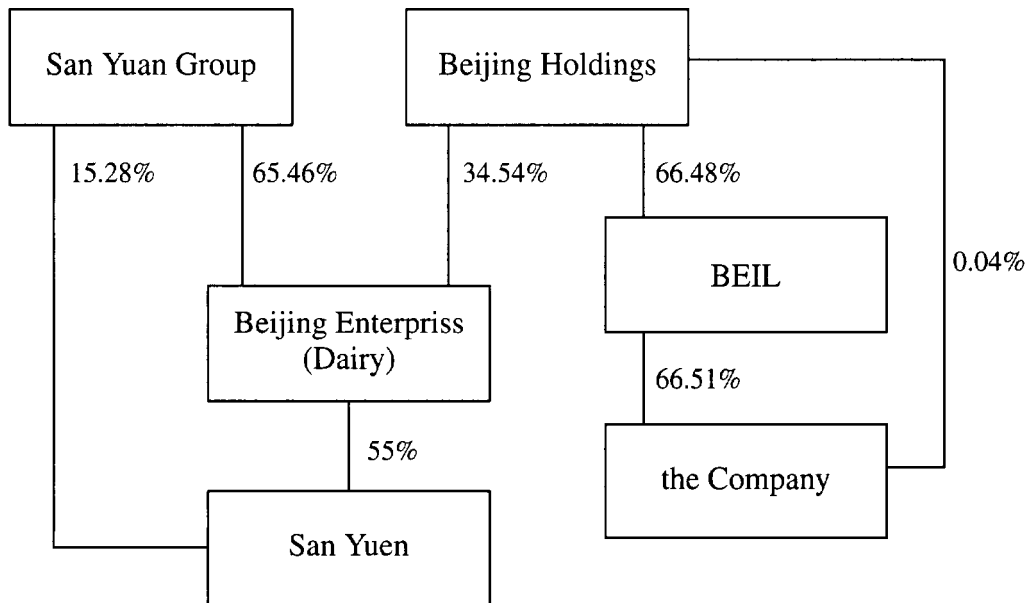 San Yuan Group
Beijing Holdings
15.28%
65.46%
34.54%
66.48%
BEIL
0.04%
Beijing Enterpriss
(Dairy)
66.51%
55%
the Company
San Yuen